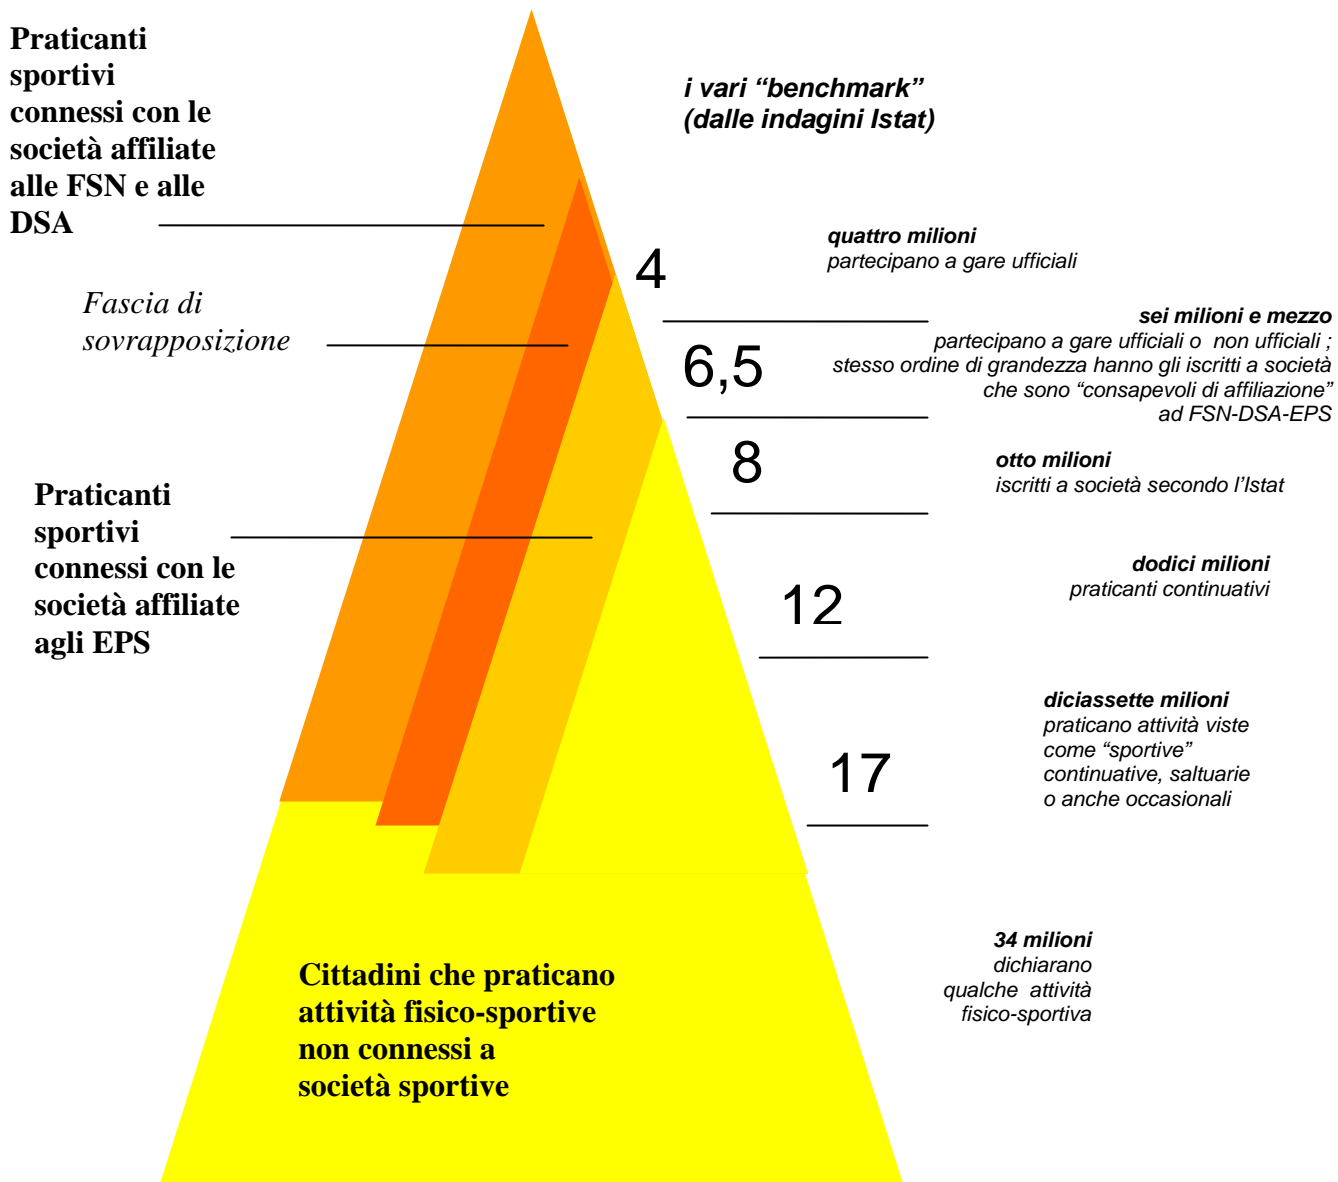 Praticanti
sportivi
connessi con le
società affiliate
alle FSN e alle
DSA
i vari “benchmark”
(dalle indagini Istat)
quattro milioni
partecipano a gare ufficiali
4
Fascia di
sovrapposizione
sei milioni e mezzo
partecipano a gare ufficiali o non ufficiali ;
stesso ordine di grandezza hanno gli iscritti a società
che sono “consapevoli di affiliazione”
ad FSN-DSA-EPS
6,5
8
otto milioni
iscritti a società secondo l’Istat
Praticanti
sportivi
connessi con le
società affiliate
agli EPS
12
dodici milioni
praticanti continuativi
17
diciassette milioni
praticano attività viste
come “sportive”
continuative, saltuarie
o anche occasionali
34 milioni
dichiarano
qualche attività
fisico-sportiva
Cittadini che praticano
attività fisico-sportive
non connessi a
società sportive